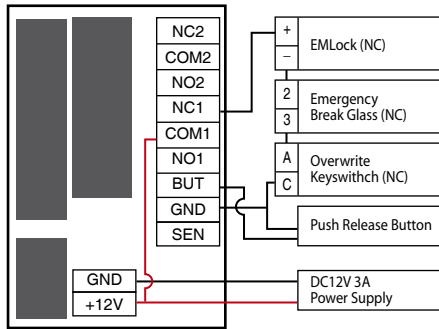 NC2
COM2
NO2
NC1
COM1
NO1
BUT
GND
SEN
GND
+12V
+
−
EMLock (NC)
2
3
Emergency
Break Glass (NC)
A
C
Overwrite
Keyswithch (NC)
Push Release Button
DC12V 3A
Power Supply